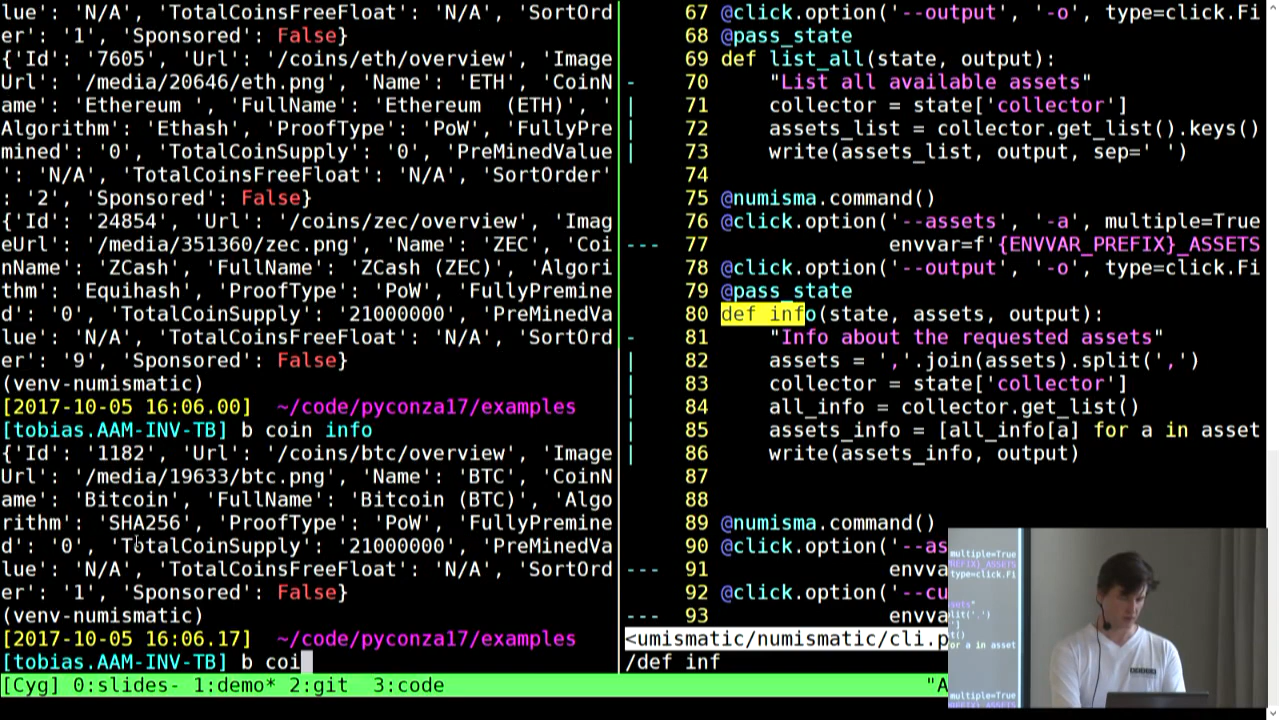 lue': 'N/A', 'TotalCoinsFreeFloat': 'N/A', 'SortOrd
er': '1', 'Sponsored': False}
{'Id': '7605', 'Url': '/coins/eth/overview', 'Image
Url': '/media/20646/eth.png', 'Name': 'ETH', 'CoinN
ame': 'Ethereum ', 'FullName': 'Ethereum  (ETH)', '
Algorithm': 'Ethash', 'ProofType': 'PoW', 'FullyPre
mined': '0', 'TotalCoinSupply': '0', 'PreMinedValue
': 'N/A', 'TotalCoinsFreeFloat': 'N/A', 'SortOrder'
: '2', 'Sponsored': False}
{'Id': '24854', 'Url': '/coins/zec/overview', 'Imag
eUrl': '/media/351360/zec.png', 'Name': 'ZEC', 'Coi
nName': 'ZCash', 'FullName': 'ZCash (ZEC)', 'Algori
thm': 'Equihash', 'ProofType': 'PoW', 'FullyPremine
d': '0', 'TotalCoinSupply': '21000000', 'PreMinedVa
lue': 'N/A', 'TotalCoinsFreeFloat': 'N/A', 'SortOrd
er': '9', 'Sponsored': False}
(venv-numismatic)
[2017-10-05 16:06.00]  ~/code/pyconza17/examples
[tobias.AAM-INV-TB] b coin info
{'Id': '1182', 'Url': '/coins/btc/overview', 'Image
Url': '/media/19633/btc.png', 'Name': 'BTC', 'CoinN
ame': 'Bitcoin', 'FullName': 'Bitcoin (BTC)', 'Algo
rithm': 'SHA256', 'ProofType': 'PoW', 'FullyPremine
d': '0', 'TotalCoinSupply': '21000000', 'PreMinedVa
lue': 'N/A', 'TotalCoinsFreeFloat': 'N/A', 'SortOrd
er': '1', 'Sponsored': False}
(venv-numismatic)
[2017-10-05 16:06.17]  ~/code/pyconza17/examples
[tobias.AAM-INV-TB] b coi
67 @click.option('--output', '-o', type=click.Fi
68 @pass_state
69 def list_all(state, output):
70     "List all available assets"
71     collector = state['collector']
72     assets_list = collector.get_list().keys()
73     write(assets_list, output, sep=' ')
74
75 @numisma.command()
76 @click.option('--assets', '-a', multiple=True
77               envvar=f'{ENVVAR_PREFIX}_ASSETS
78 @click.option('--output', '-o', type=click.Fi
79 @pass_state
80 def info(state, assets, output):
81     "Info about the requested assets"
82     assets = ','.join(assets).split(',')
83     collector = state['collector']
84     all_info = collector.get_list()
85     assets_info = [all_info[a] for a in asset
86     write(assets_info, output)
87
88
89 @numisma.command()
90 @click.option('--as
91               envva
92 @click.option('--cu
93               envva
<umismatic/numismatic/cli.p
/def inf
[Cyg] 0:slides- 1:demo* 2:git  3:code "A
multiple=True
type=click.Fi
or a in asset
multiple=True